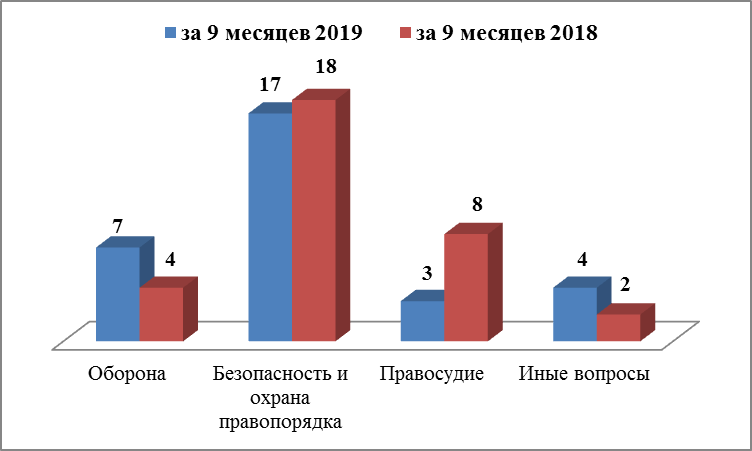 за 9 месяцев 2019 за 9 месяцев 2018
17 18
7 4
3 8
4 2
Оборона Безопасность и охрана правопорядка Правосудие Иные вопросы